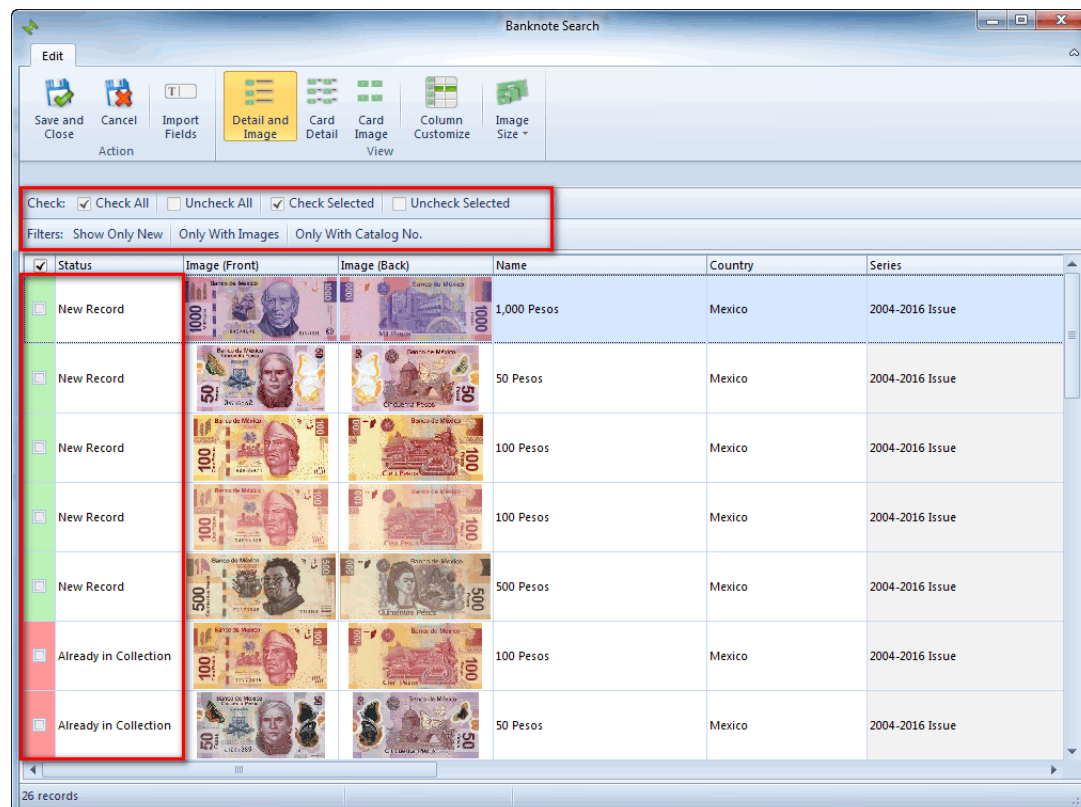 Banknote Search
Edit
Save and Close
Cancel
Import Fields
Detail and Image
Card Detail
Card Image
Column Customize
Image Size
Action
View
Check: Check All Uncheck All Check Selected Uncheck Selected
Filters: Show Only New Only With Images Only With Catalog No.
Status Image (Front) Image (Back) Name Country Series
New Record 1,000 Pesos Mexico 2004-2016 Issue
New Record 50 Pesos Mexico 2004-2016 Issue
New Record 100 Pesos Mexico 2004-2016 Issue
New Record 100 Pesos Mexico 2004-2016 Issue
New Record 500 Pesos Mexico 2004-2016 Issue
Already in Collection 100 Pesos Mexico 2004-2016 Issue
Already in Collection 50 Pesos Mexico 2004-2016 Issue
26 records